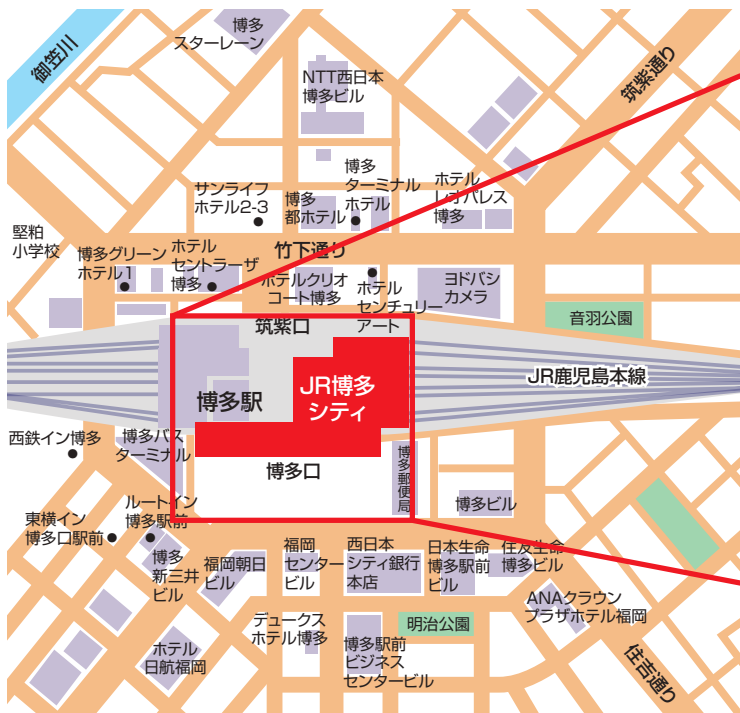 博多
スターレーン
御笠川
NTT西日本
博多ビル
筑紫通り
サンライフ
ホテル2-3
博多
都ホテル
博多
ターミナル
ホテル
ホテル
レオパレス
博多
堅粕
小学校
博多グリーン
ホテル1
ホテル
セントラーザ
博多
竹下通り
ホテルクリオ
コート博多
ホテル
センチュリー
アート
ヨドバシ
カメラ
音羽公園
筑紫口
博多駅
JR博多
シティ
JR鹿児島本線
西鉄イン博多
博多バス
ターミナル
博多口
博多郵便局
博多ビル
東横イン
博多口駅前
ルートイン
博多駅前
博多
新三井
ビル
福岡朝日
ビル
福岡
センター
ビル
西日本
シティ銀行
本店
日本生命
博多駅前
ビル
住友生命
博多ビル
ANAクラウン
プラザホテル福岡
デュークス
ホテル博多
明治公園
ホテル
日航福岡
博多駅前
ビジネス
センタービル
住吉通り